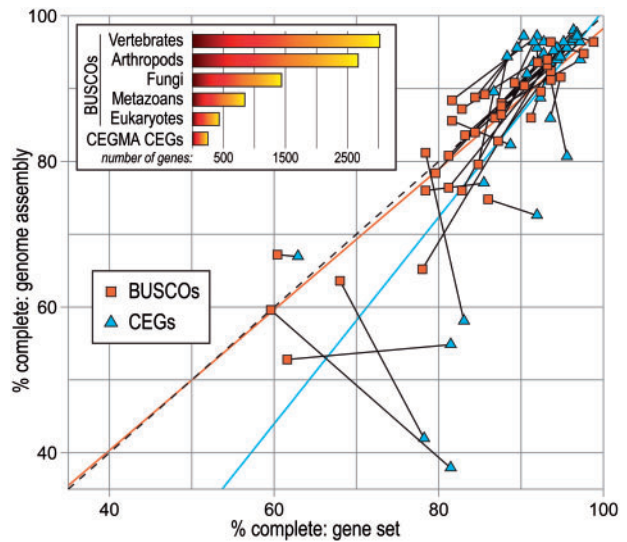 100
80
60
40
% complete: genome assembly
BUSCOs
Vertebrates
Arthropods
Fungi
Metazoans
Eukaryotes
CEGMA CEGs
number of genes:
500
1500
2500
BUSCOs
CEGs
40
60
80
100
% complete: gene set